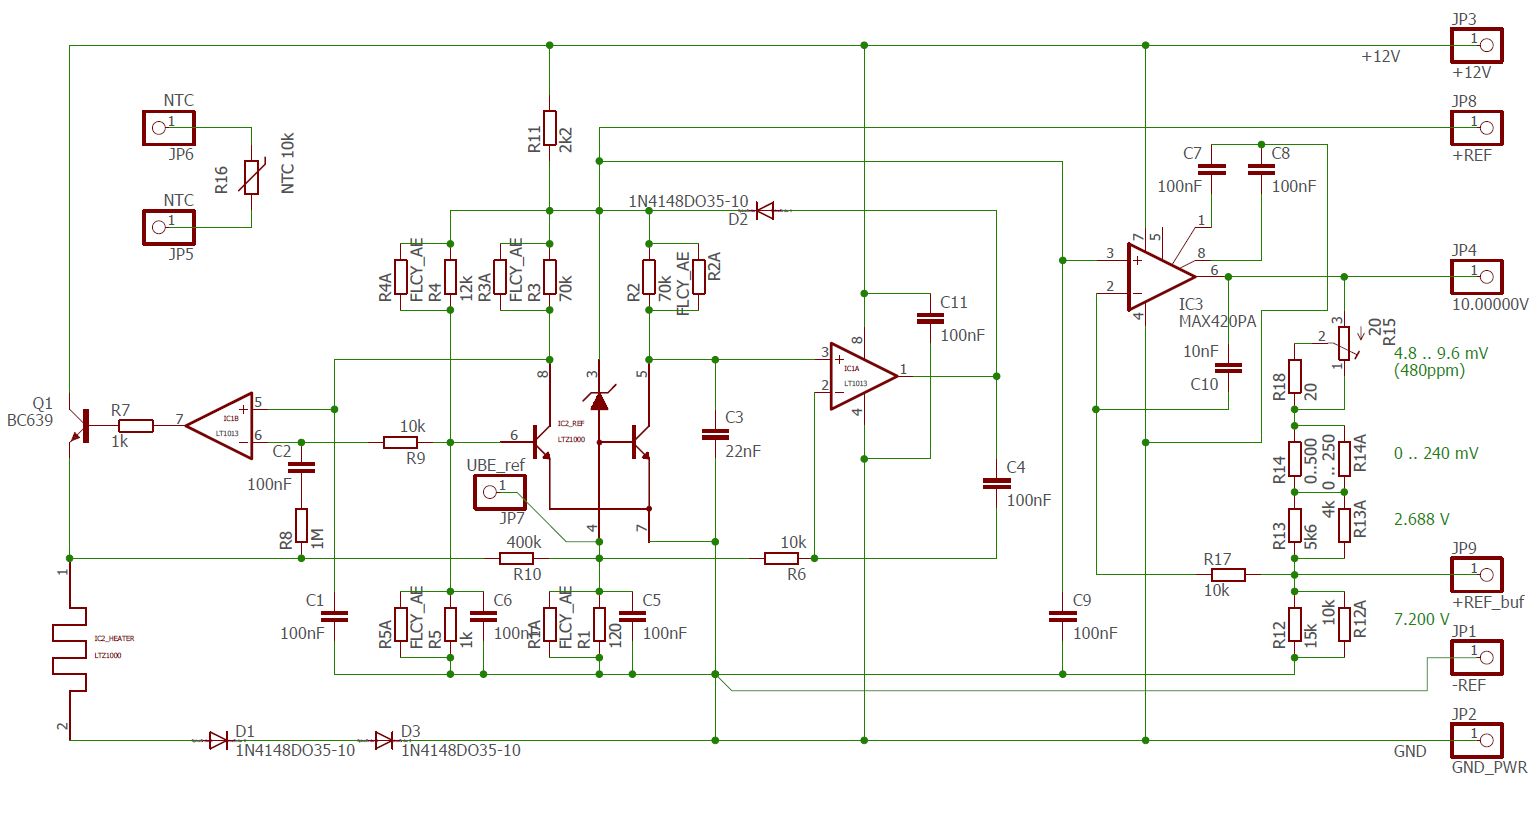 JP3
1
+12V
+12V
JP8
1
+REF
NTC
1
JP6
R16
NTC 10k
NTC
1
JP5
R11
2k2
C7
100nF
C8
100nF
1N4148DO35-10
D2
R4A
FLCY_AE
R4
12k
R3A
FLCY_AE
R3
70k
R2
70k
FLCY_AE
R2A
7
5
1
3
8
6
2
4
IC3
MAX420PA
JP4
1
10.00000V
C11
100nF
3
8
1
2
4
IC1A
LT1013
10nF
C10
3
2
1
20
R15
4.8 .. 9.6 mV
(480ppm)
R18
20
Q1
BC639
R7
1k
7
5
6
IC1B
LT1013
10k
R9
8
3
5
6
4
7
IC2_REF
LTZ1000
C3
22nF
C2
100nF
R8
1M
UBE_ref
1
JP7
C4
100nF
R14
0..500
0 .. 250
R14A
0 .. 240 mV
R13
5k6
4k
R13A
2.688 V
400k
R10
10k
R6
R17
10k
JP9
1
+REF_buf
1
IC2_HEATER
LTZ1000
2
C1
100nF
R5A
FLCY_AE
R5
1k
C6
100n
R1A
FLCY_AE
R1
120
C5
100nF
C9
100nF
R12
15k
10k
R12A
7.200 V
JP1
1
-REF
D1
1N4148DO35-10
D3
1N4148DO35-10
JP2
1
GND
GND_PWR